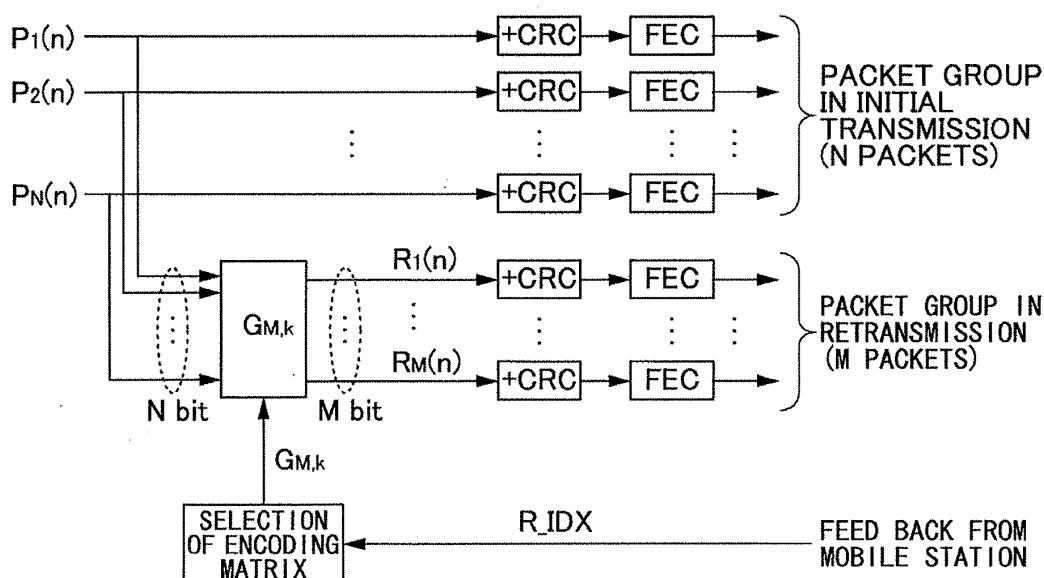 P1(n) +CRC FEC
P2(n) +CRC FEC
PACKET GROUP
IN INITIAL
TRANSMISSION
(N PACKETS)
PN(n) +CRC FEC
R1(n) +CRC FEC
GM,k
RM(n) +CRC FEC
PACKET GROUP IN
RETRANSMISSION
(M PACKETS)
N bit M bit
GM,k
SELECTION
OF ENCODING
MATRIX
R_IDX
FEED BACK FROM
MOBILE STATION